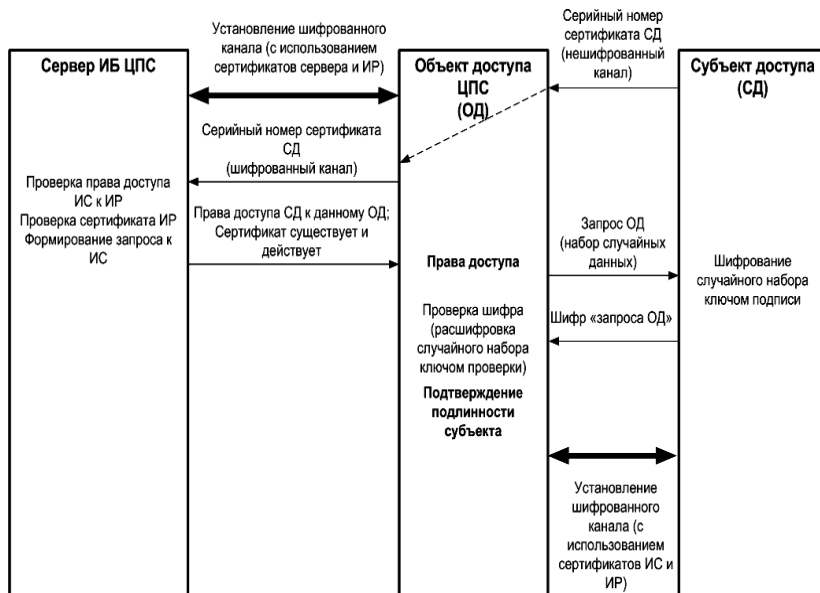 Сервер ИБ ЦПС
Проверка права доступа
ИС к ИР
Проверка сертификата ИР
Формирование запроса к
ИС
Установление шифрованного
канала (с использованием
сертификатов сервера и ИР)
Серийный номер сертификата
СД
(шифрованный канал)
Права доступа СД к данному ОД;
Сертификат существует и
действует
Объект доступа
ЦПС
(ОД)
Права доступа
Проверка шифра
(расшифровка
случайного набора
ключом проверки)
Подтверждение
подлинности
субъекта
Серийный номер
сертификата СД
(нешифрованный
канал)
Запрос ОД
(набор случайных
данных)
Шифр «запроса ОД»
Установление
шифрованного
канала (с
использованием
сертификатов ИС и
ИР)
Субъект доступа
(СД)
Шифрование
случайного набора
ключом подписи